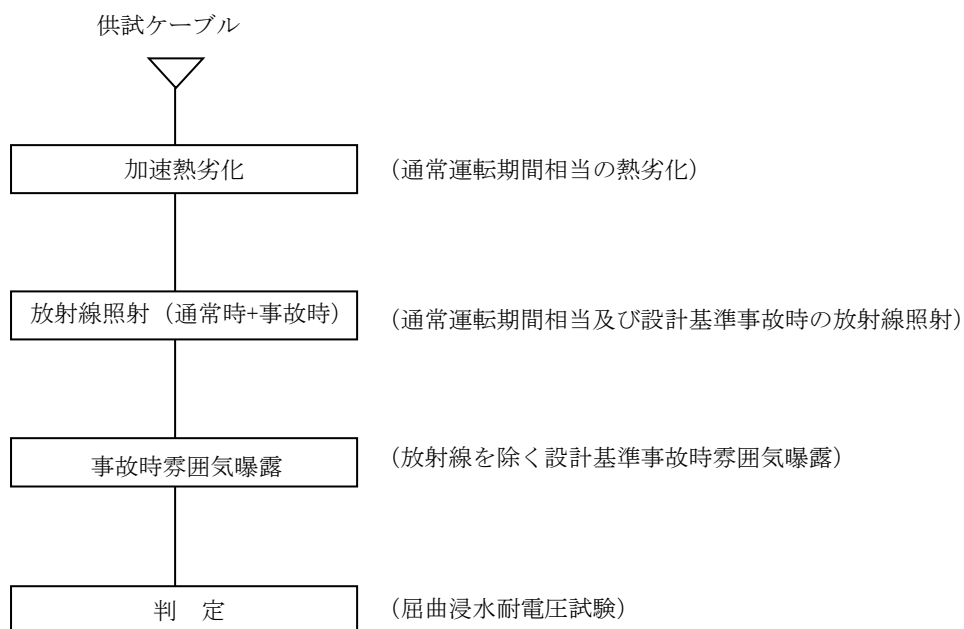 供試ケーブル
加速熱劣化
(通常運転期間相当の熱劣化)
放射線照射(通常時+事故時)
(通常運転期間相当及び設計基準事故時の放射線照射)
事故時雰囲気曝露
(放射線を除く設計基準事故時雰囲気曝露)
判 定
(屈曲浸水耐電圧試験)